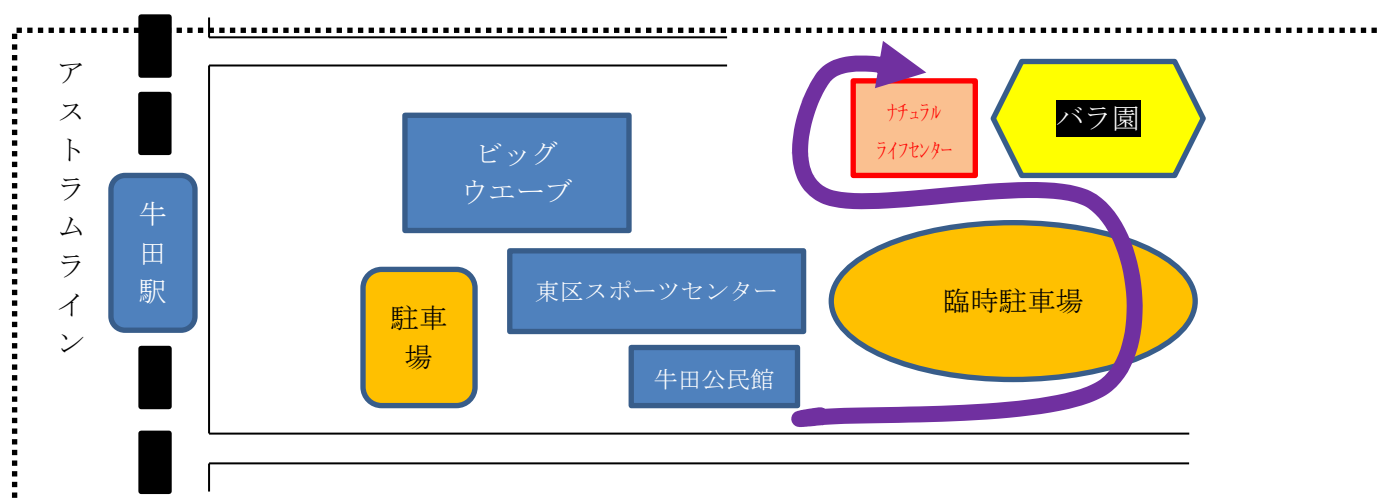 アストラムライン
牛田駅
ビッグ
ウエーブ
駐車
場
東区スポーツセンター
牛田公民館
ナチュラル
ライフセンター
バラ園
臨時駐車場